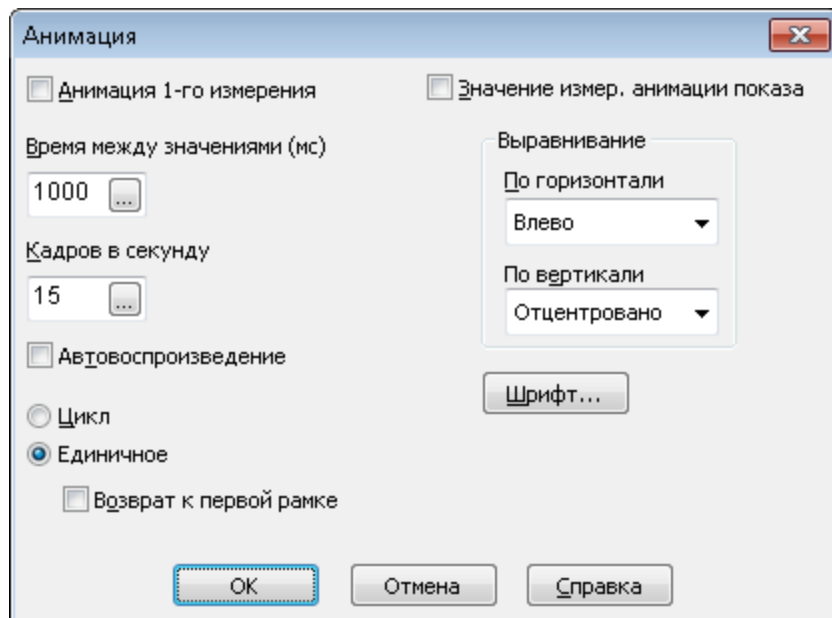 Анимация
Анимация 1-го измерения
Значение измер. анимации показа
Время между значениями (мс)
1000 ...
Кадров в секунду
15 ...
Автовоспроизведение
Цикл
Единичное
Возврат к первой рамке
Выравнивание
По горизонтали
Влево
По вертикали
Отцентровано
Шрифт...
ОК
Отмена
Справка